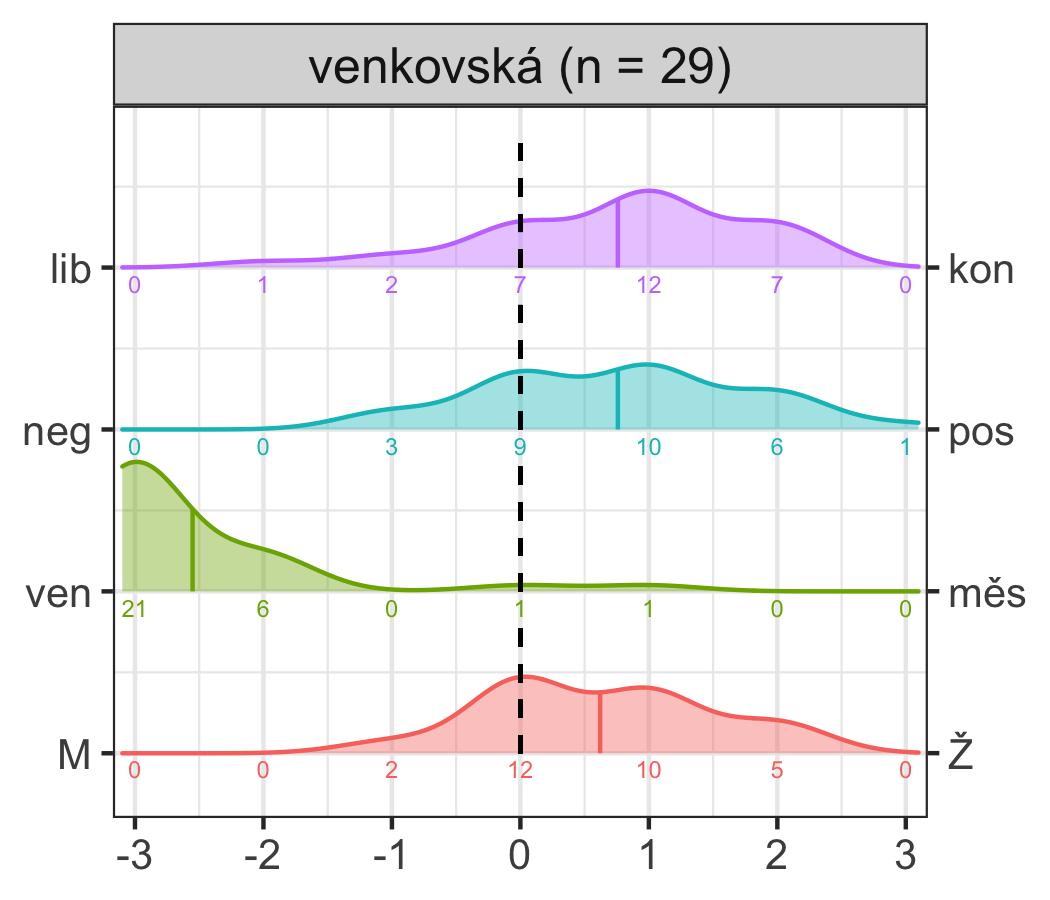 venkovská (n = 29)
lib kon
0 1 2 7 12 7 0
neg pos
0 0 3 9 10 6 1
ven měs
21 6 0 1 1 0 0
M Ž
0 0 2 12 10 5 0
-3 -2 -1 0 1 2 3